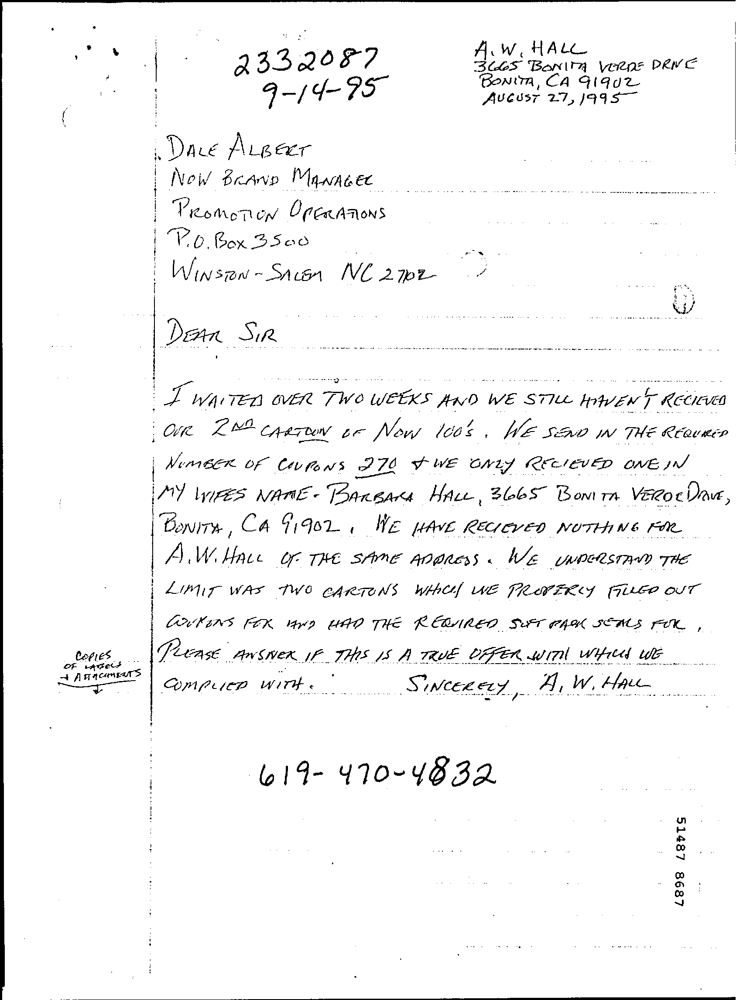 2332087
9-14-95
A. W. HALL
3665 BONITA VERDE DRIVE
BONITA, CA 91902
AUGUST 27, 1995
DALE ALBERT
NOW BRAND MANAGER
PROMOTION OPERATIONS
P.O. BOX 3500
WINSTON-SALEM NC 27102
DEAR SIR
I WAITED OVER TWO WEEKS AND WE STILL HAVEN'T RECIEVED
OUR 2ND CARTOON OF NOW 100's. WE SEND IN THE REQUIRED
NUMBER OF COUPONS 270 + WE ONLY RECIEVED ONE IN
MY WIFES NAME - BARBARA HALL, 3665 BONITA VERDE DRIVE,
BONITA, CA 91902. WE HAVE RECIEVED NOTHING FOR
A. W. HALL OF THE SAME ADDRESS. WE UNDERSTAND THE
LIMIT WAS TWO CARTONS WHICH WE PROPERLY FILLED OUT
COUPONS FOR AND HAD THE REQUIRED SOFT PACK SEALS FOR.
PLEASE ANSWER IF THIS IS A TRUE OFFER WITH WHICH WE
COMPLIED WITH. SINCERELY, A. W. HALL
COPIES
OF LABELS
+ ATTACHMENTS
619-470-4832
51487 8687